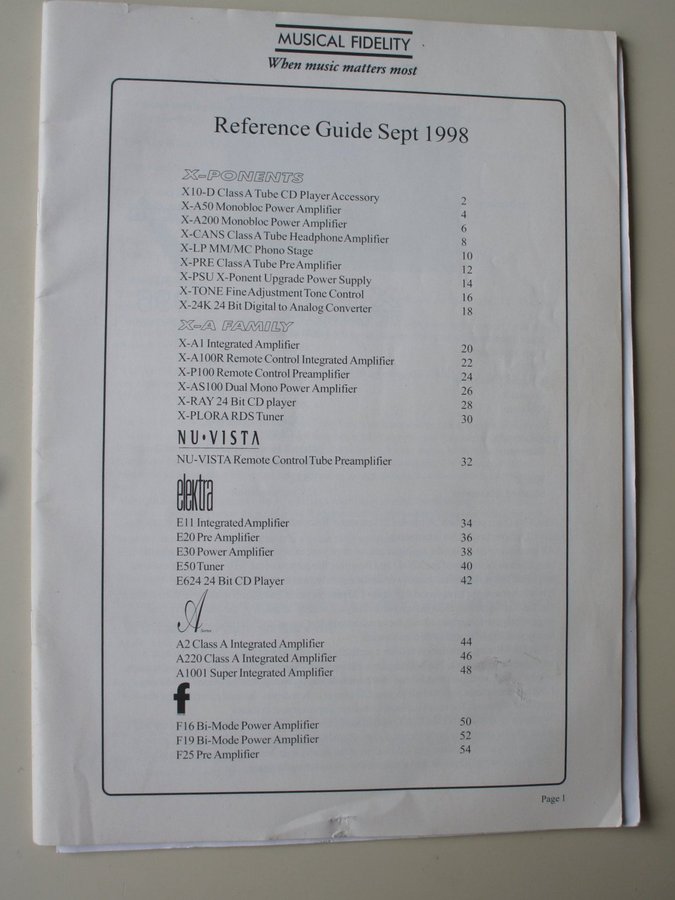 MUSICAL FIDELITY
When music matters most
Reference Guide Sept 1998
X-PONENTS
X10-D Class A Tube CD Player Accessory 2
X-A50 Monobloc Power Amplifier 4
X-A200 Monobloc Power Amplifier 6
X-CANS Class A Tube Headphone Amplifier 8
X-LP MM/MC Phono Stage 10
X-PRE Class A Tube Pre Amplifier 12
X-PSU X-Ponent Upgrade Power Supply 14
X-TONE Fine Adjustment Tone Control 16
X-24K 24 Bit Digital to Analog Converter 18
X-A FAMILY
X-A1 Integrated Amplifier 20
X-A100R Remote Control Integrated Amplifier 22
X-P100 Remote Control Preamplifier 24
X-AS100 Dual Mono Power Amplifier 26
X-RAY 24 Bit CD player 28
X-PLORA RDS Tuner 30
NU·VISTA
NU-VISTA Remote Control Tube Preamplifier 32
elektra
E11 Integrated Amplifier 34
E20 Pre Amplifier 36
E30 Power Amplifier 38
E50 Tuner 40
E624 24 Bit CD Player 42
A Series
A2 Class A Integrated Amplifier 44
A220 Class A Integrated Amplifier 46
A1001 Super Integrated Amplifier 48
f
F16 Bi-Mode Power Amplifier 50
F19 Bi-Mode Power Amplifier 52
F25 Pre Amplifier 54
Page 1